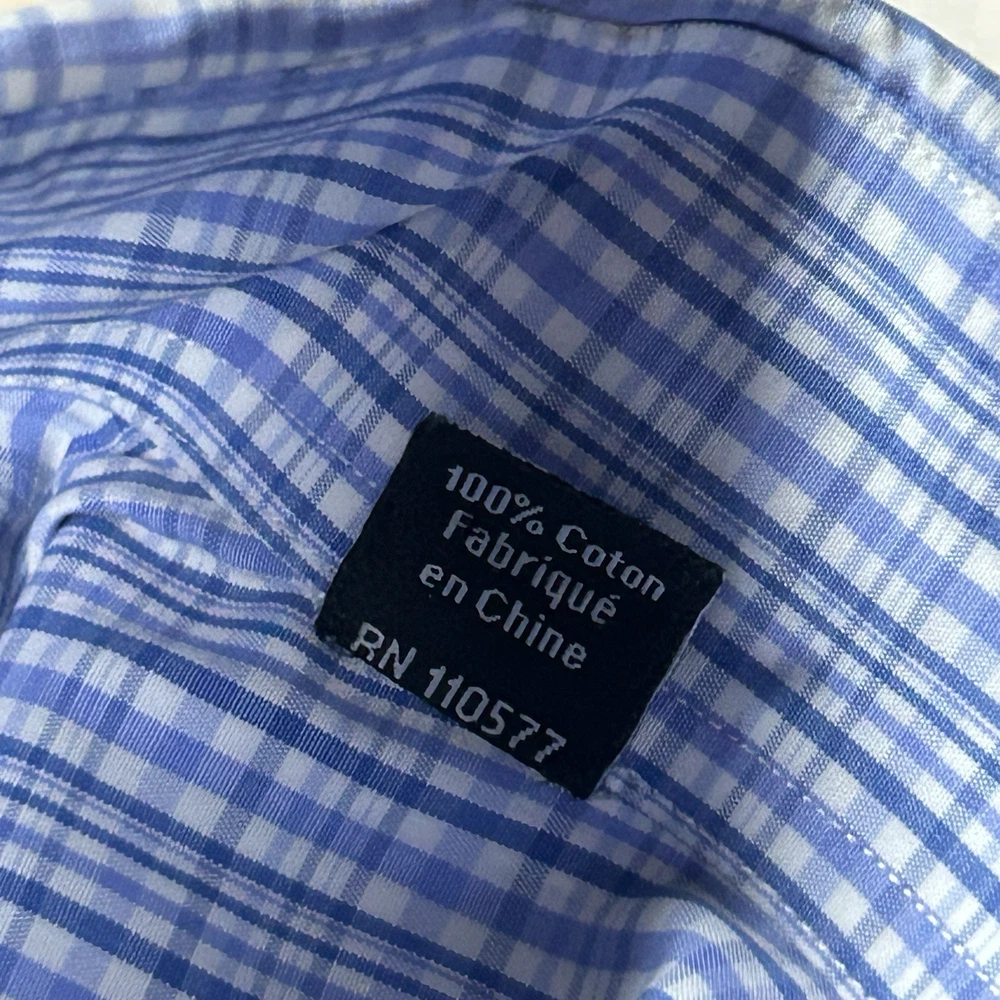 100% Coton
Fabriqué
en Chine
RN 110577